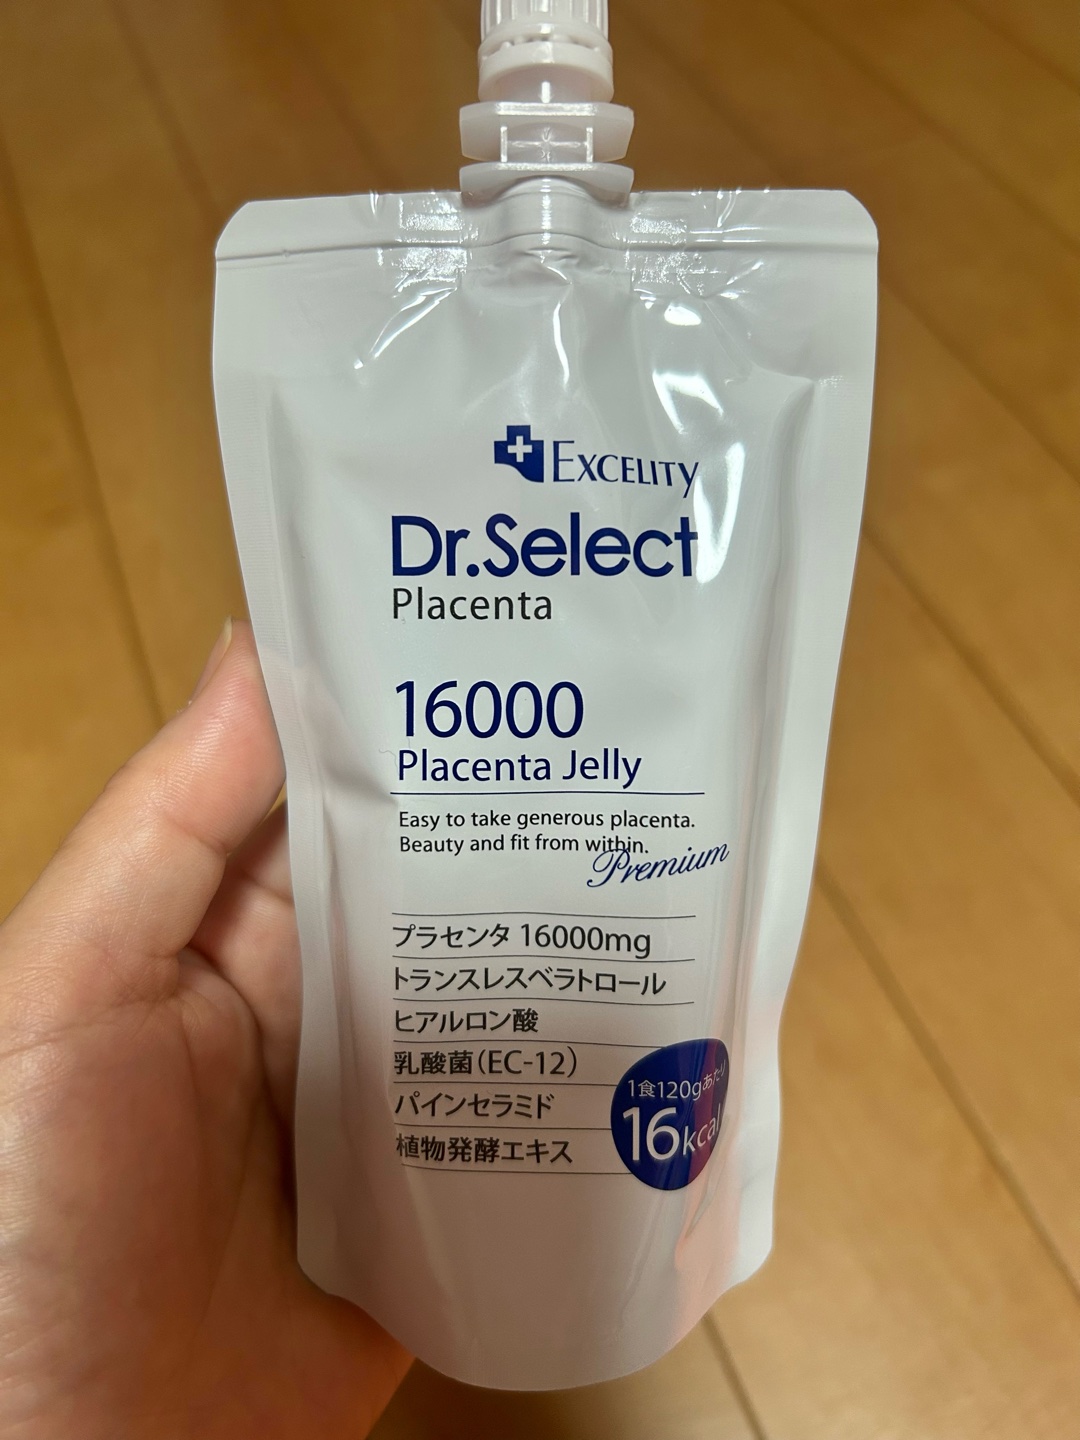 EXCELITY
Dr.Select
Placenta
16000
Placenta Jelly
Easy to take generous placenta.
Beauty and fit from within.
Premium
プラセンタ 16000mg
トランスレスベラトロール
ヒアルロン酸
乳酸菌(EC-12)
パインセラミド
植物発酵エキス
1食120gあたり
16kcal